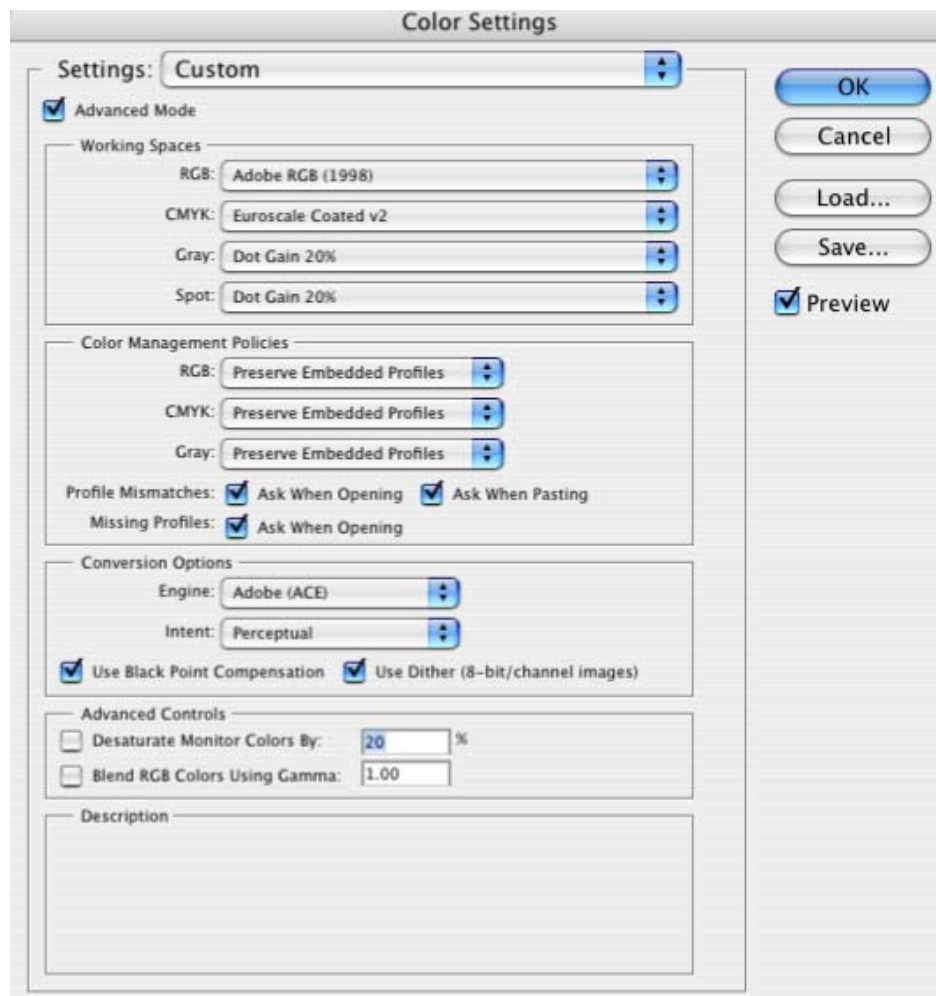 Color Settings
Settings: Custom
Advanced Mode
Working Spaces
RGB: Adobe RGB (1998)
CMYK: Euroscale Coated v2
Gray: Dot Gain 20%
Spot: Dot Gain 20%
Color Management Policies
RGB: Preserve Embedded Profiles
CMYK: Preserve Embedded Profiles
Gray: Preserve Embedded Profiles
Profile Mismatches: Ask When Opening Ask When Pasting
Missing Profiles: Ask When Opening
Conversion Options
Engine: Adobe (ACE)
Intent: Perceptual
Use Black Point Compensation Use Dither (8-bit/channel images)
Advanced Controls
Desaturate Monitor Colors By: 20 %
Blend RGB Colors Using Gamma: 1.00
Description
OK
Cancel
Load...
Save...
Preview